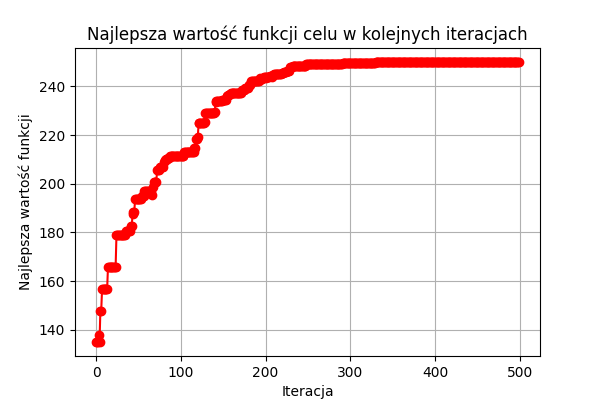 Najlepsza wartość funkcji celu w kolejnych iteracjach
Najlepsza wartość funkcji
240
220
200
180
160
140
0 100 200 300 400 500
Iteracja